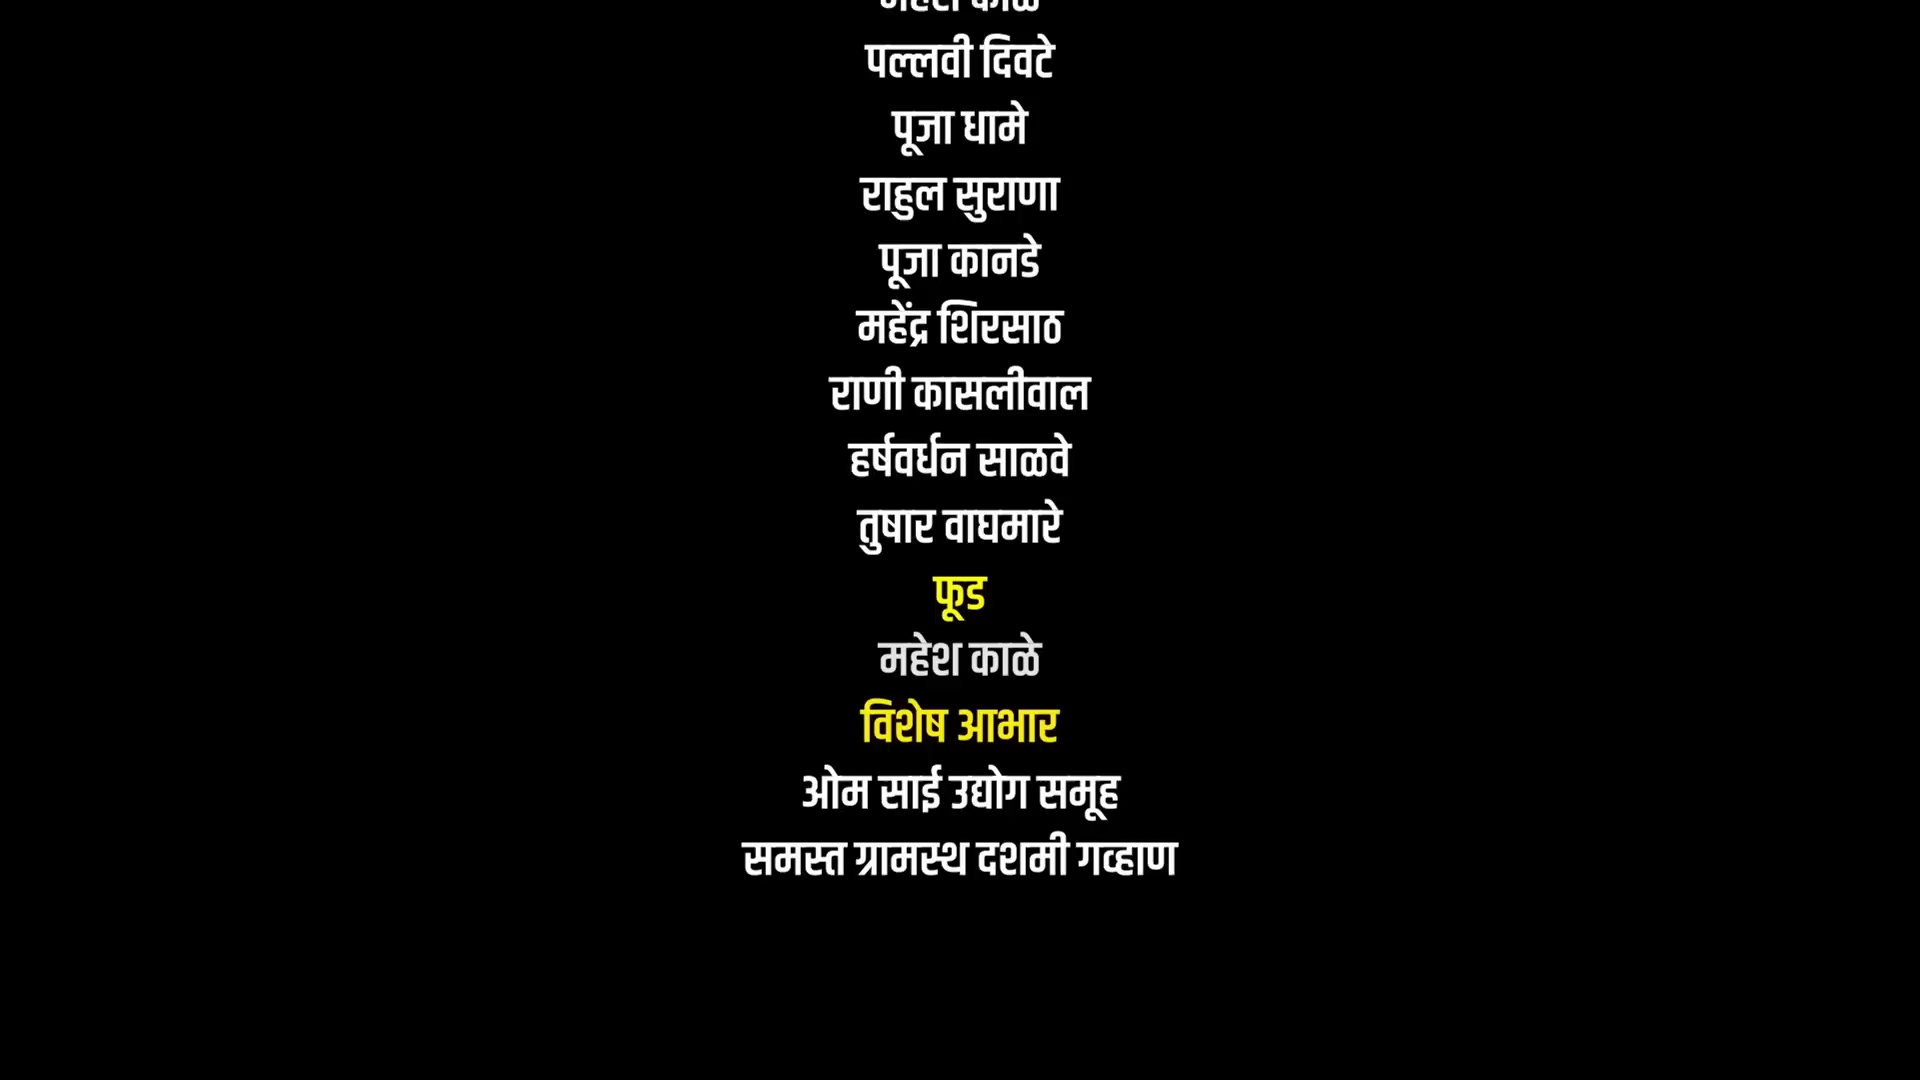 पल्लवी दिवटे
पूजा धामे
राहुल सुराणा
पूजा कानडे
महेंद्र शिरसाठ
राणी कासलीवाल
हर्षवर्धन साळवे
तुषार वाघमारे
फूड
महेश काळे
विशेष आभार
ओम साई उद्योग समूह
समस्त ग्रामस्थ दशमी गव्हाण